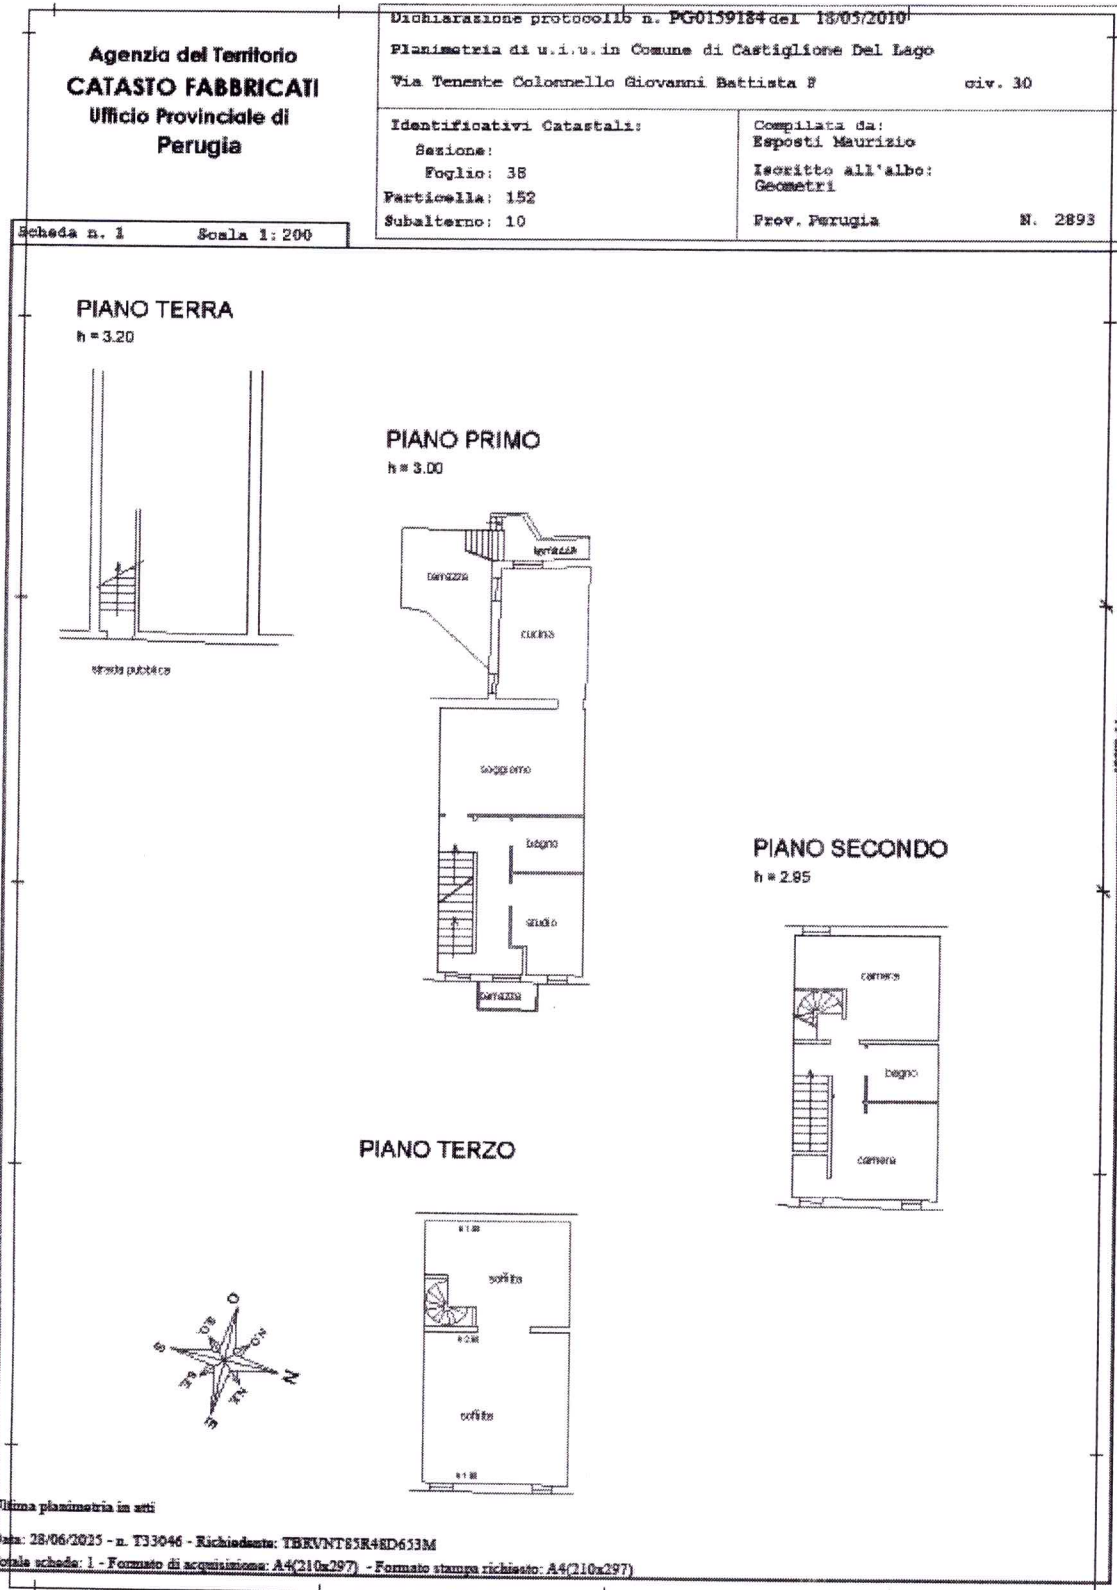 Agenzia del Territorio
CATASTO FABBRICATI
Ufficio Provinciale di
Perugia
Dichiarazione protocollo n. PG0159184 del 18/05/2010
Planimetria di u.i.u. in Comune di Castiglione Del Lago
Via Tenente Colonnello Giovanni Battista F civ. 30
Identificativi Catastali:
Sezione:
Foglio: 38
Particella: 152
Subalterno: 10
Compilata da:
Esposti Maurizio
Iscritto all'albo:
Geometri
Prov. Perugia N. 2893
Scheda n. 1 Scala 1:200
PIANO TERRA
h = 3.20
strada pubblica
PIANO PRIMO
h = 3.00
terrazza
terrazza
cucina
soggiorno
bagno
studio
terrazza
PIANO SECONDO
h = 2.95
camera
bagno
camera
PIANO TERZO
soffitta
soffitta
O
N.O.
N
N.E.
E
S.E.
S
S.O.
Ultima planimetria in atti
Data: 28/06/2025 - n. T33046 - Richiedente: TBRVNT85R48D653M
Totale schede: 1 - Formato di acquisizione: A4(210x297) - Formato stampa richiesto: A4(210x297)